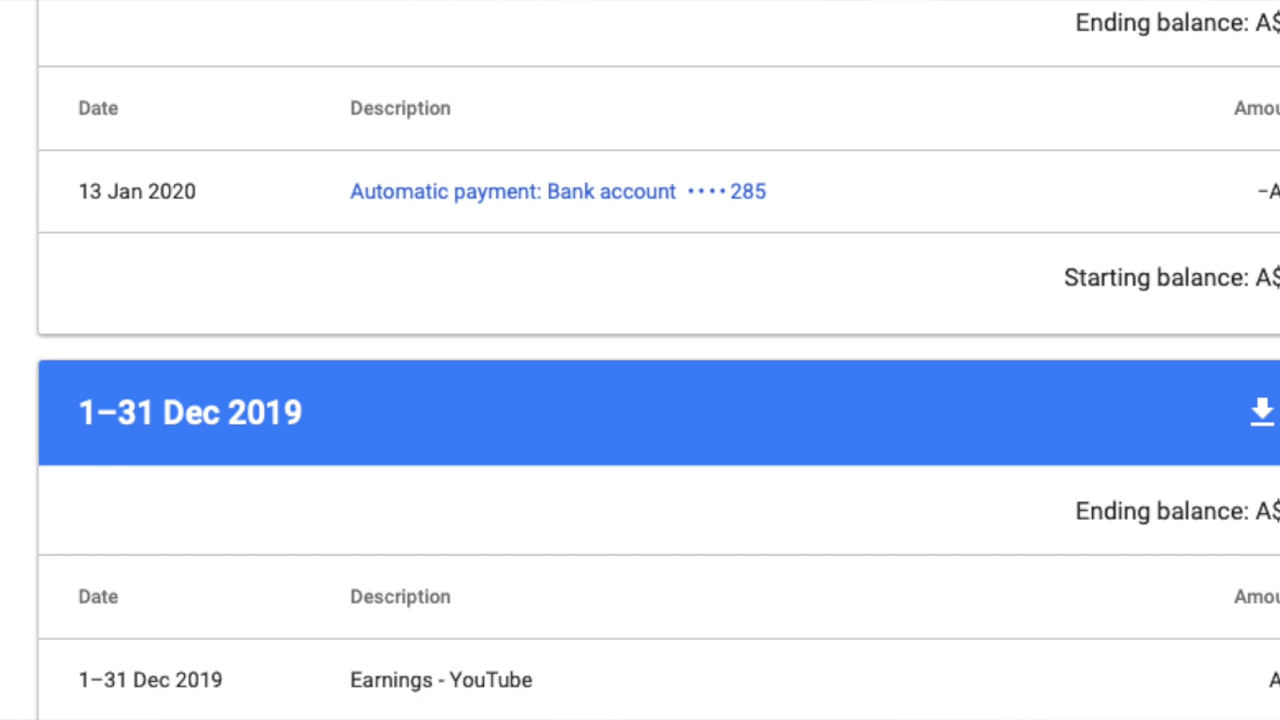 Ending balance: A$
Date Description Amou
13 Jan 2020 Automatic payment: Bank account ••••285 −A
Starting balance: A$
1–31 Dec 2019
Ending balance: A$
Date Description Amou
1–31 Dec 2019 Earnings - YouTube A